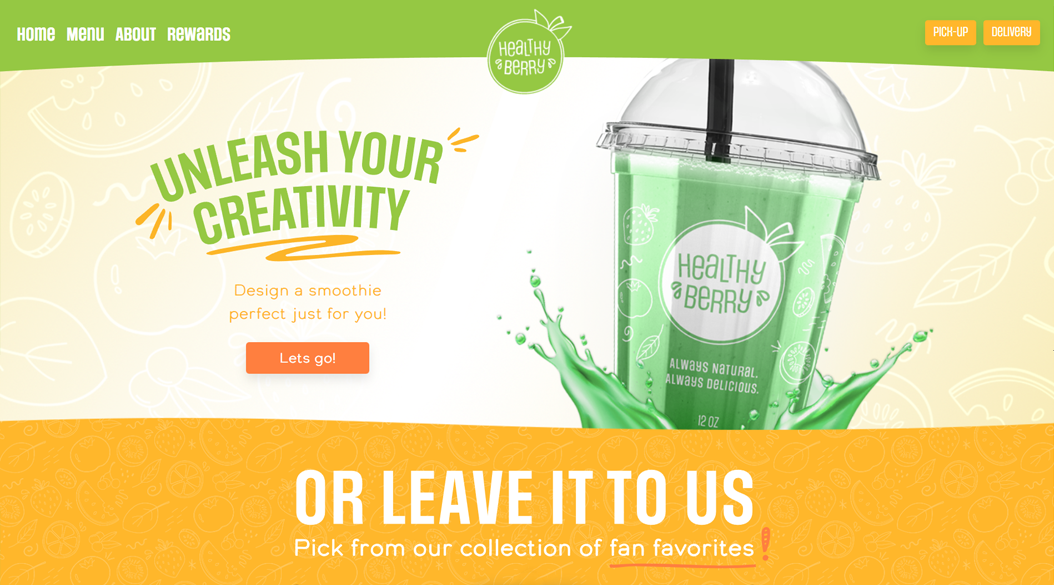 Home Menu ABOUT Rewards
HeaLTHY
BeRRY
PICK-UP
DeLIVeRY
UNLEASH YOUR
CREATIVITY
Design a smoothie
perfect just for you!
Lets go!
HeaLTHY
BeRRY
ALWAYS NaTURaL.
ALWAYS DeLICIOUS.
12 OZ
OR LEAVE IT TO US
Pick from our collection of fan favorites!